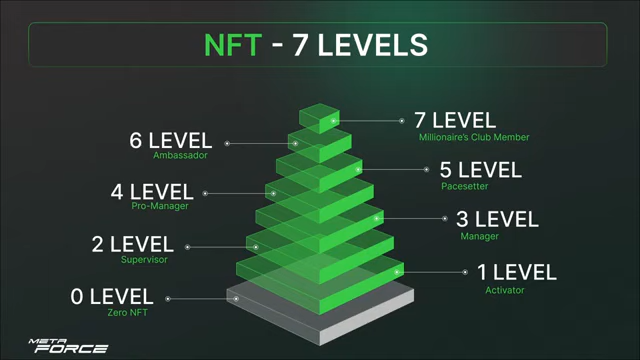 NFT - 7 LEVELS
7 LEVEL
Millionaire's Club Member
6 LEVEL
Ambassador
5 LEVEL
Pacesetter
4 LEVEL
Pro-Manager
3 LEVEL
Manager
2 LEVEL
Supervisor
1 LEVEL
Activator
0 LEVEL
Zero NFT
META
FORCE